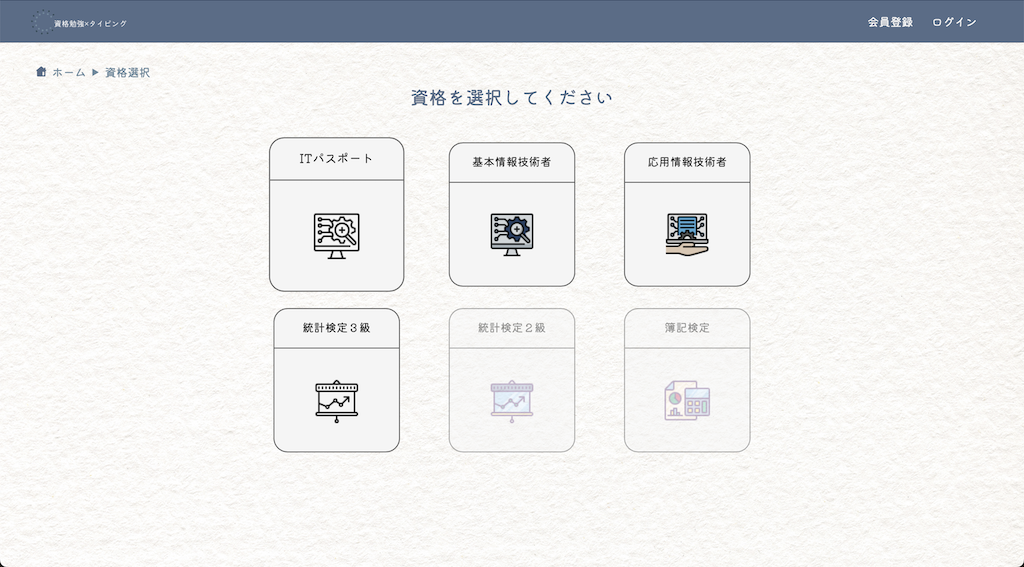 資格勉強×タイピング
会員登録 ログイン
ホーム ▶ 資格選択
資格を選択してください
ITパスポート
基本情報技術者
応用情報技術者
統計検定３級
統計検定２級
簿記検定